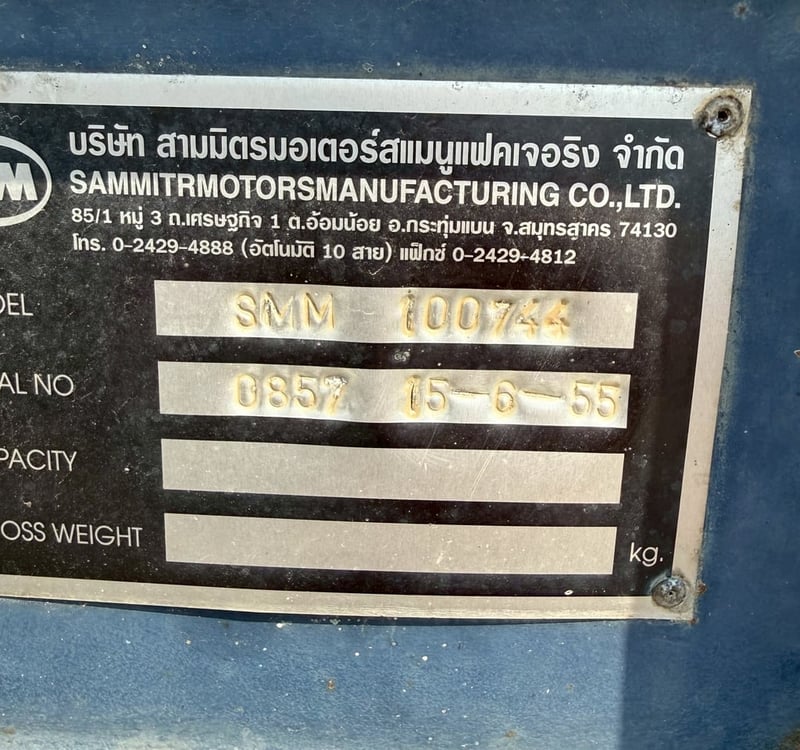 บริษัท สามมิตรมอเตอร์สแมนูแฟคเจอริง จำกัด
SAMMITRMOTORSMANUFACTURING CO.,LTD.
85/1 หมู่ 3 ถ.เศรษฐกิจ 1 ต.อ้อมน้อย อ.กระทุ่มแบน จ.สมุทรสาคร 74130
โทร. 0-2429-4888 (อัตโนมัติ 10 สาย) แฟ็กซ์ 0-2429-4812
DEL SMM 100744
AL NO 0857 15-6-55
PACITY
OSS WEIGHT kg.